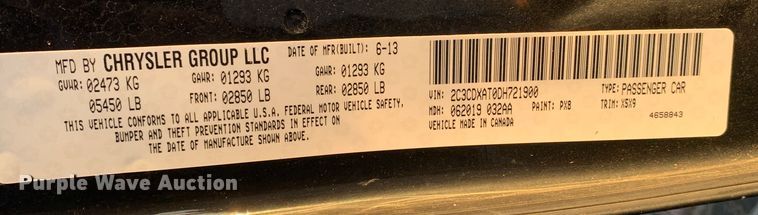 MFD BY CHRYSLER GROUP LLC DATE OF MFR(BUILT): 6-13
GVWR: 02473 KG GAWR: 01293 KG GAWR: 01293 KG
05450 LB FRONT: 02850 LB REAR: 02850 LB
THIS VEHICLE CONFORMS TO ALL APPLICABLE U.S.A. FEDERAL MOTOR VEHICLE SAFETY,
BUMPER AND THEFT PREVENTION STANDARDS IN EFFECT ON
THE DATE OF MANUFACTURE SHOWN ABOVE.
VIN: 2C3CDXAT0DH721900 TYPE: PASSENGER CAR
MDH: 062019 032AA PAINT: PX8 TRIM: X5X9
VEHICLE MADE IN CANADA 4658843
Purple Wave Auction